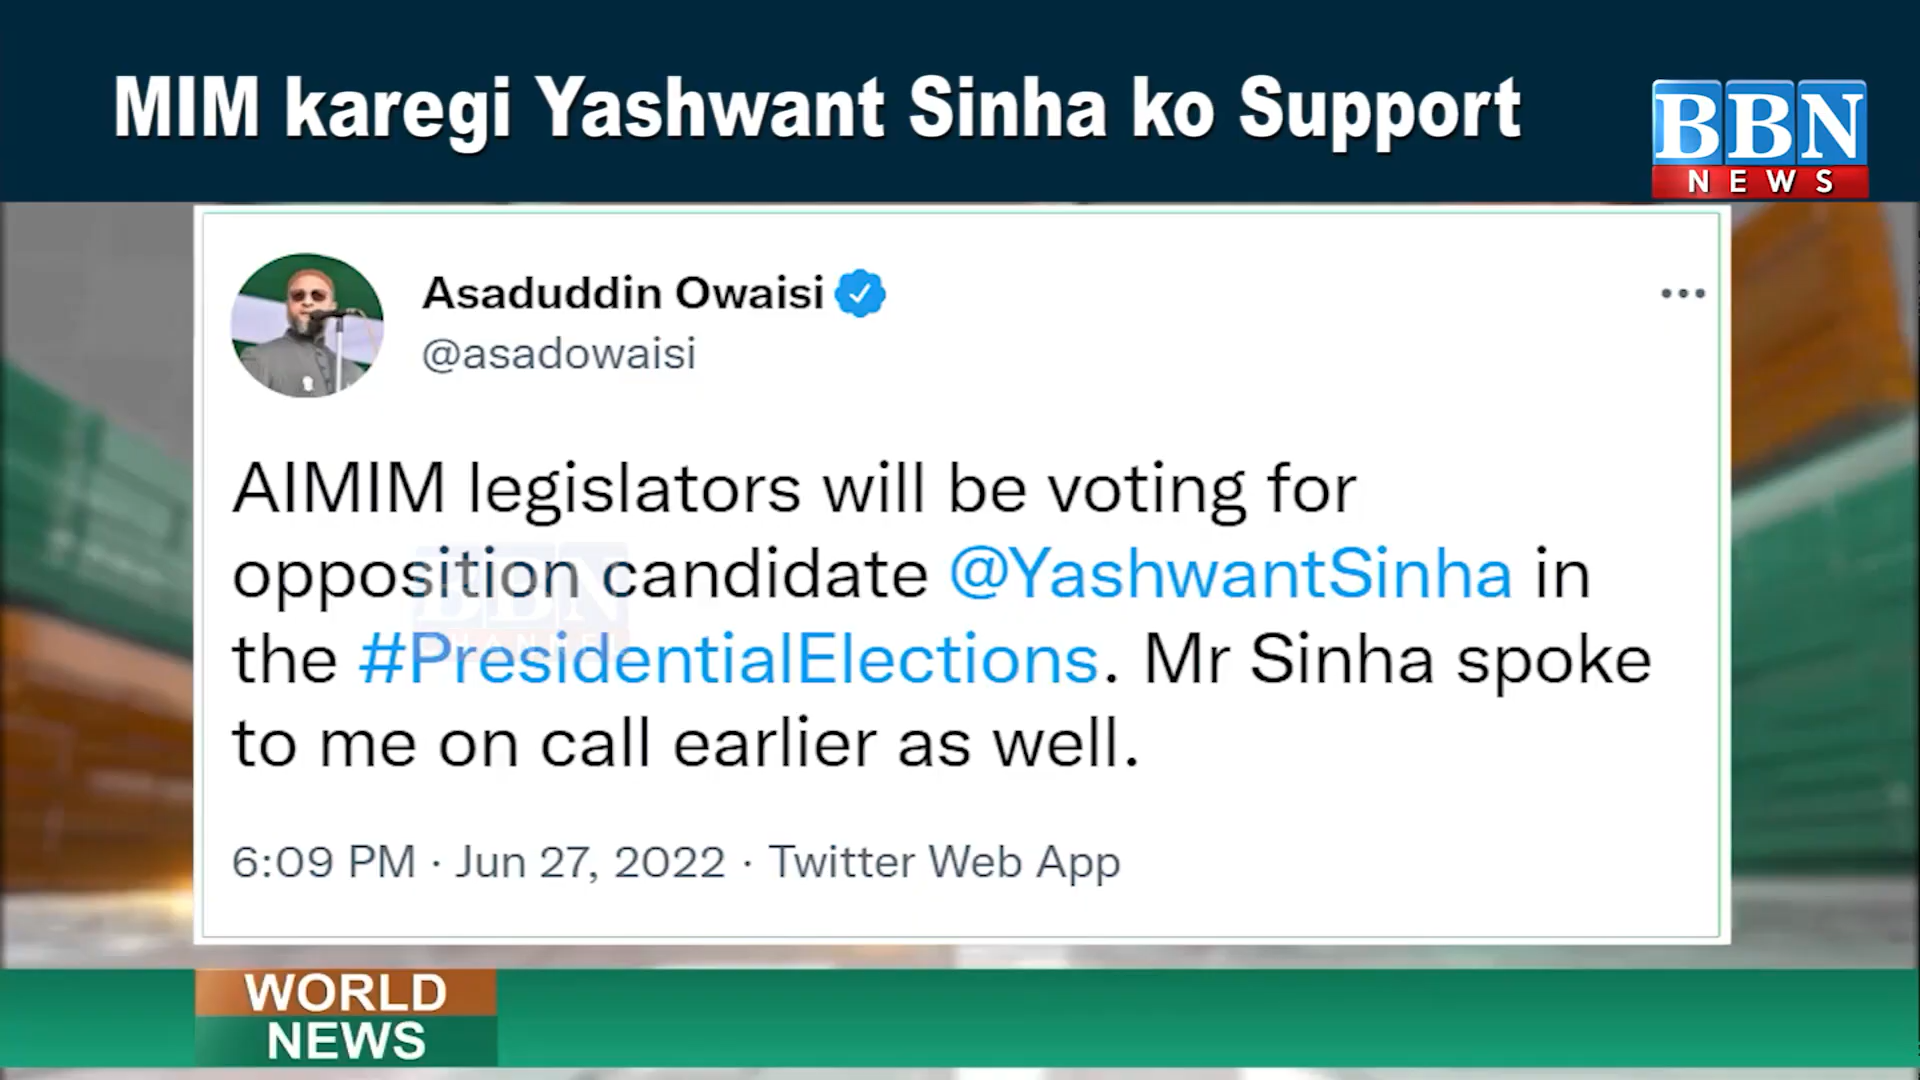 MIM karegi Yashwant Sinha ko Support
BBN
NEWS
Asaduddin Owaisi
@asadowaisi
AIMIM legislators will be voting for
opposition candidate @YashwantSinha in
the #PresidentialElections. Mr Sinha spoke
to me on call earlier as well.
BBN
CHANNEL
6:09 PM · Jun 27, 2022 · Twitter Web App
WORLD
NEWS